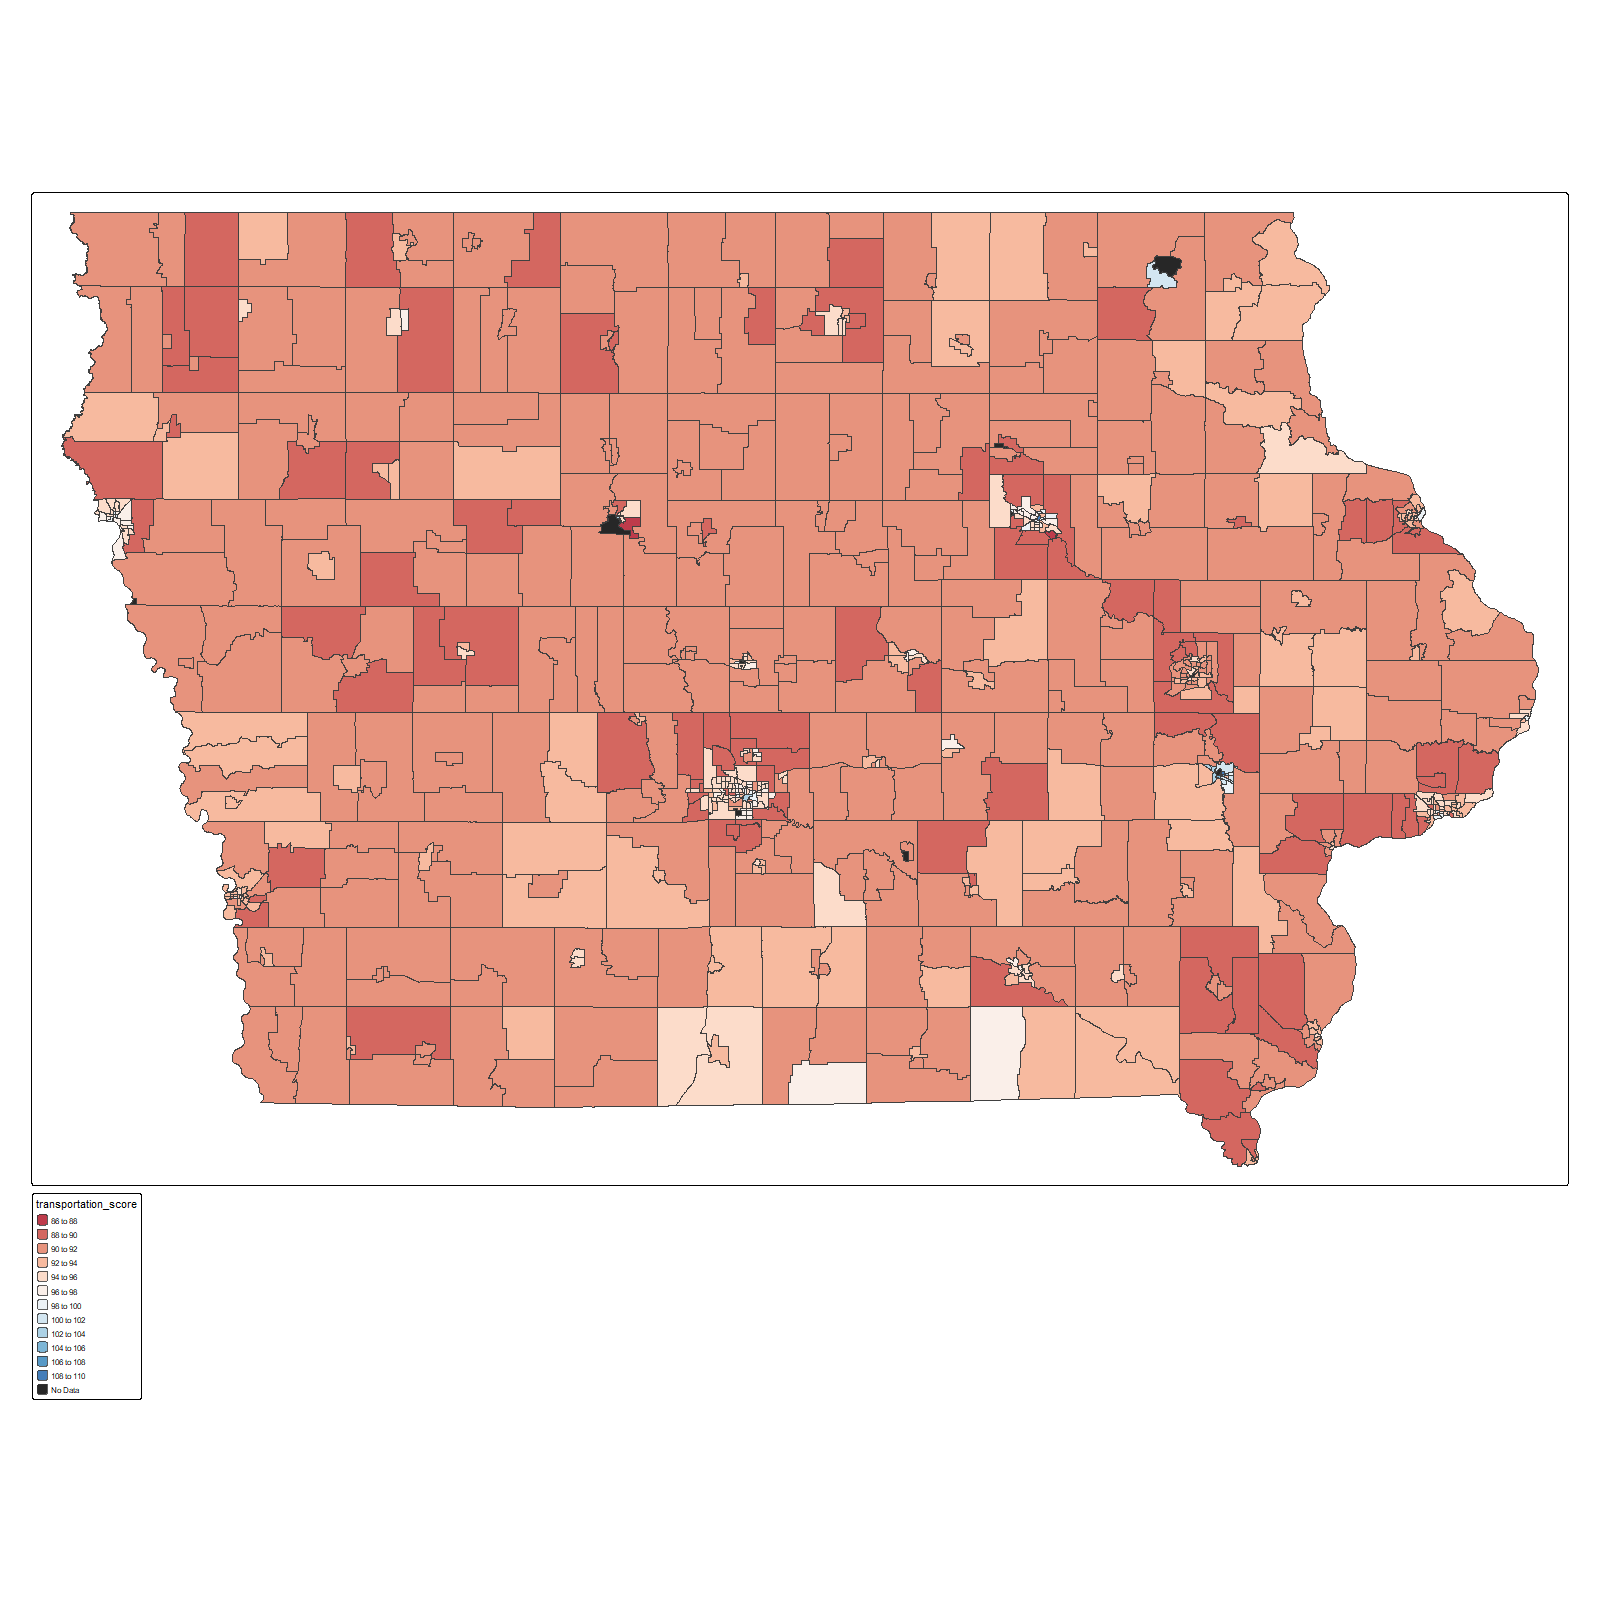 transportation_score
86 to 88
88 to 90
90 to 92
92 to 94
94 to 96
96 to 98
98 to 100
100 to 102
102 to 104
104 to 106
106 to 108
108 to 110
No Data